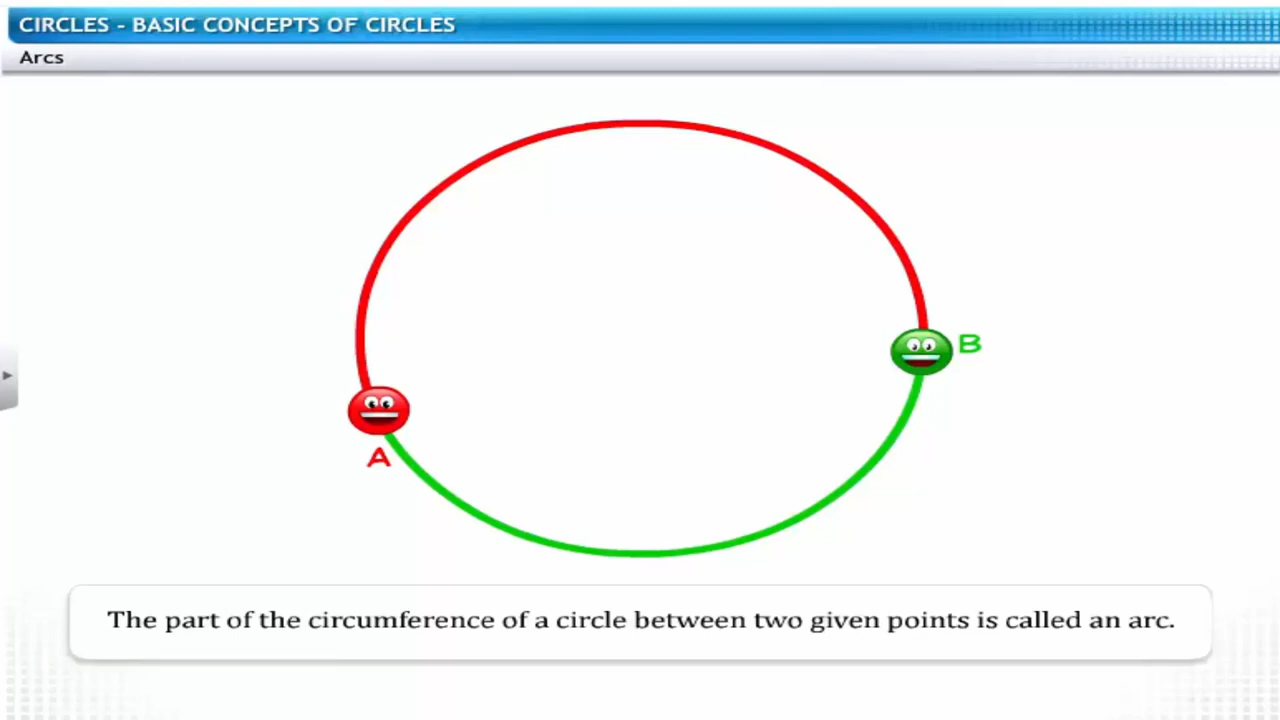 CIRCLES - BASIC CONCEPTS OF CIRCLES
Arcs
B
A
The part of the circumference of a circle between two given points is called an arc.